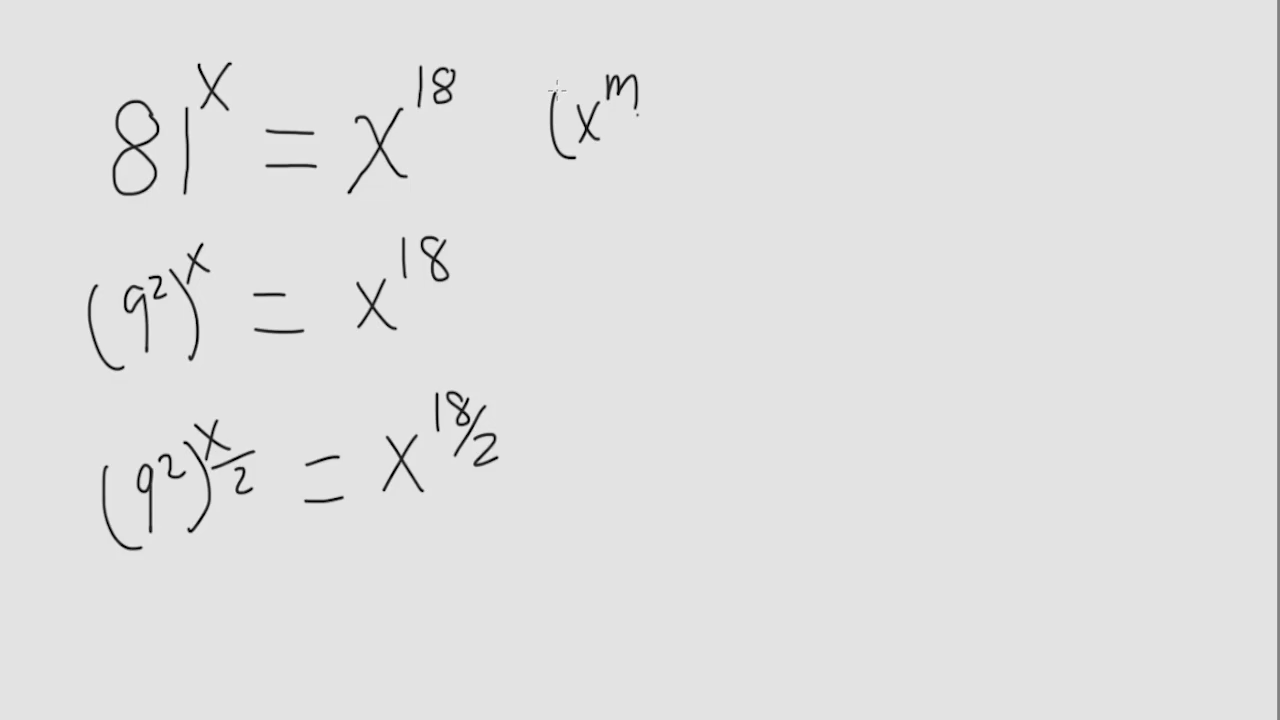 81^x = x^18 (x^m
(9^2)^x = x^18
(9^2)^x/2 = x^18/2